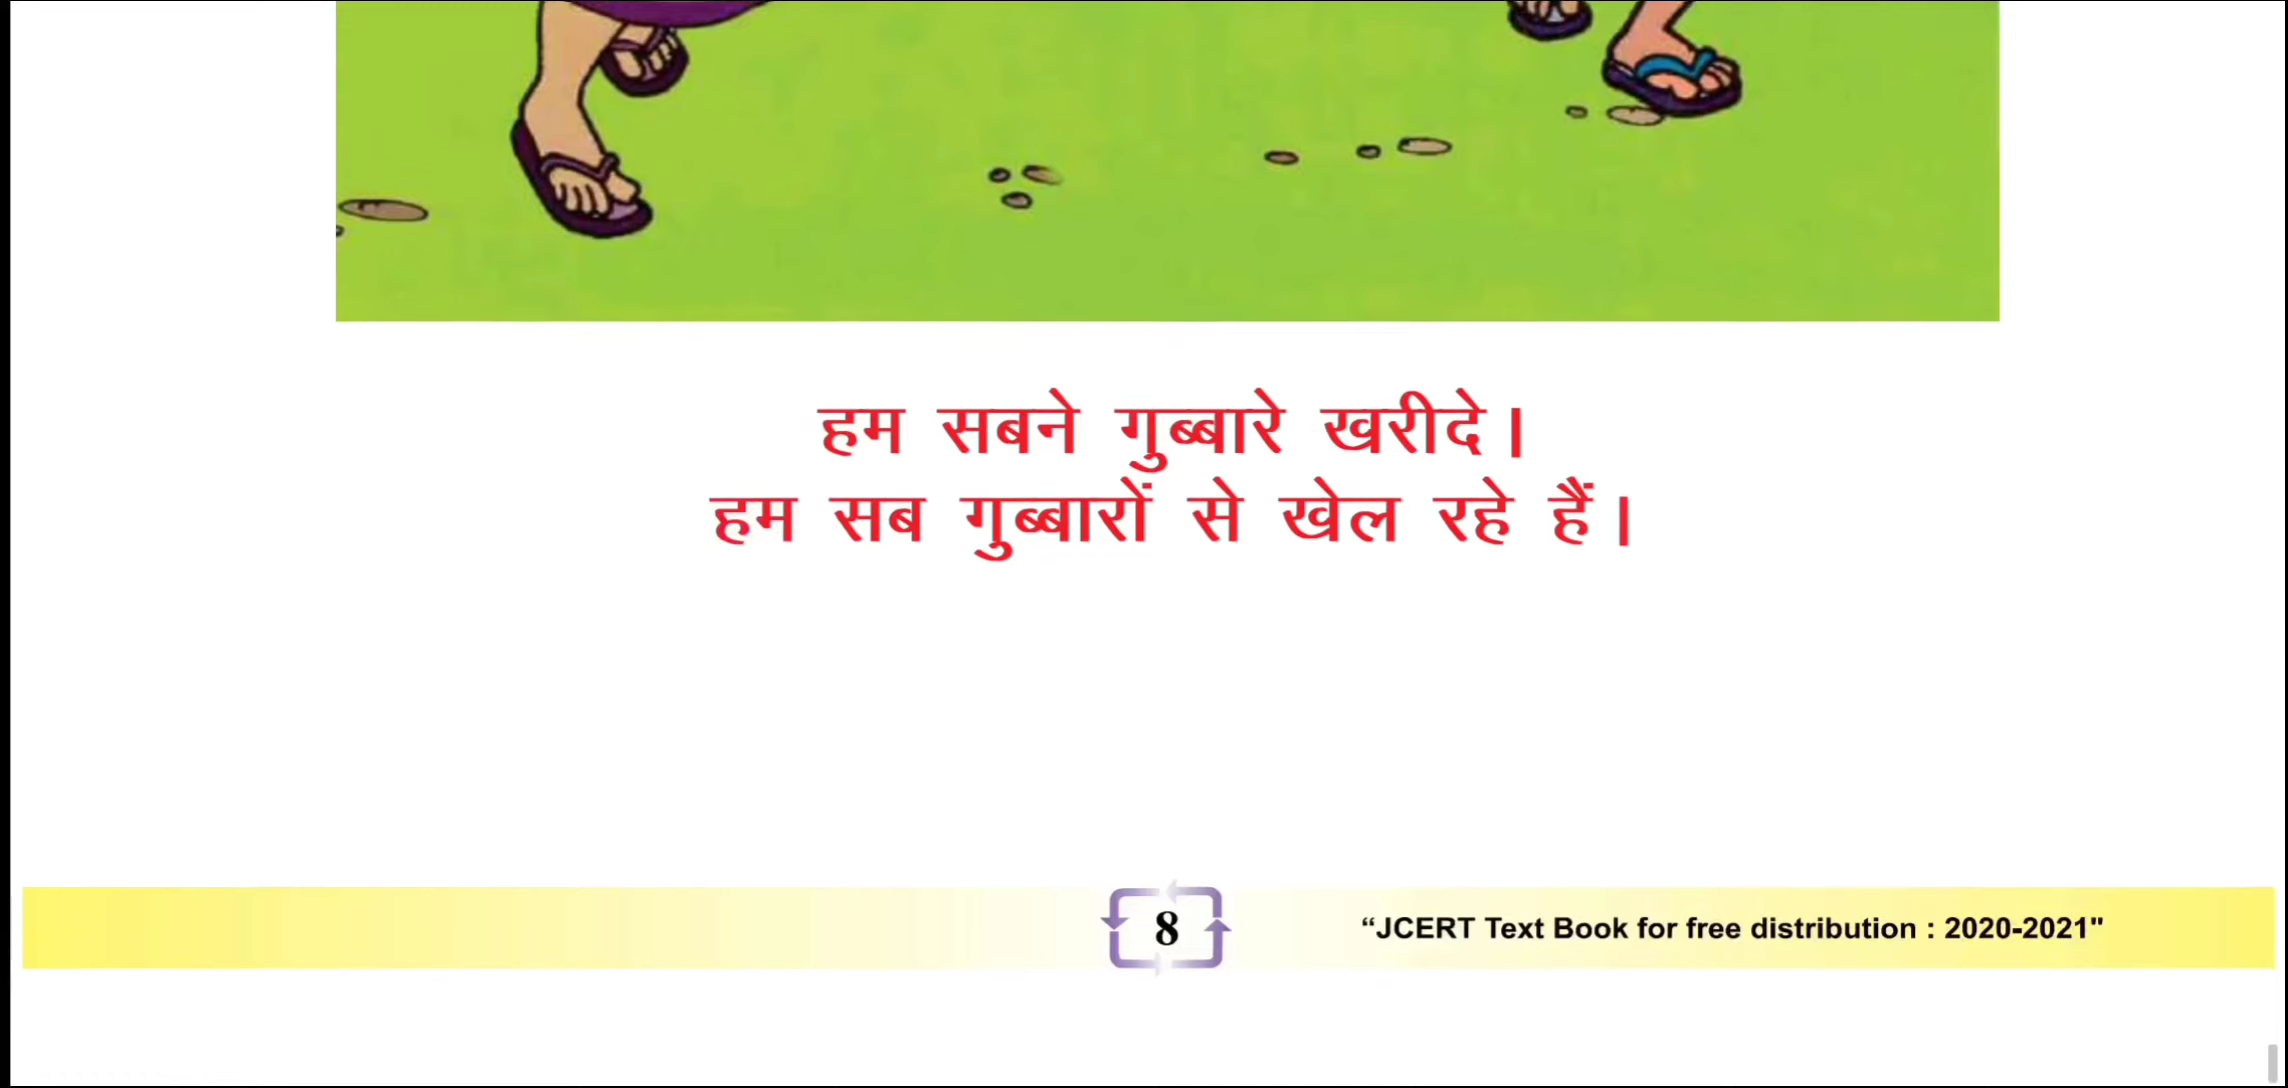 हम सबने गुब्बारे खरीदे।
हम सब गुब्बारों से खेल रहे हैं।
8
“JCERT Text Book for free distribution : 2020-2021"